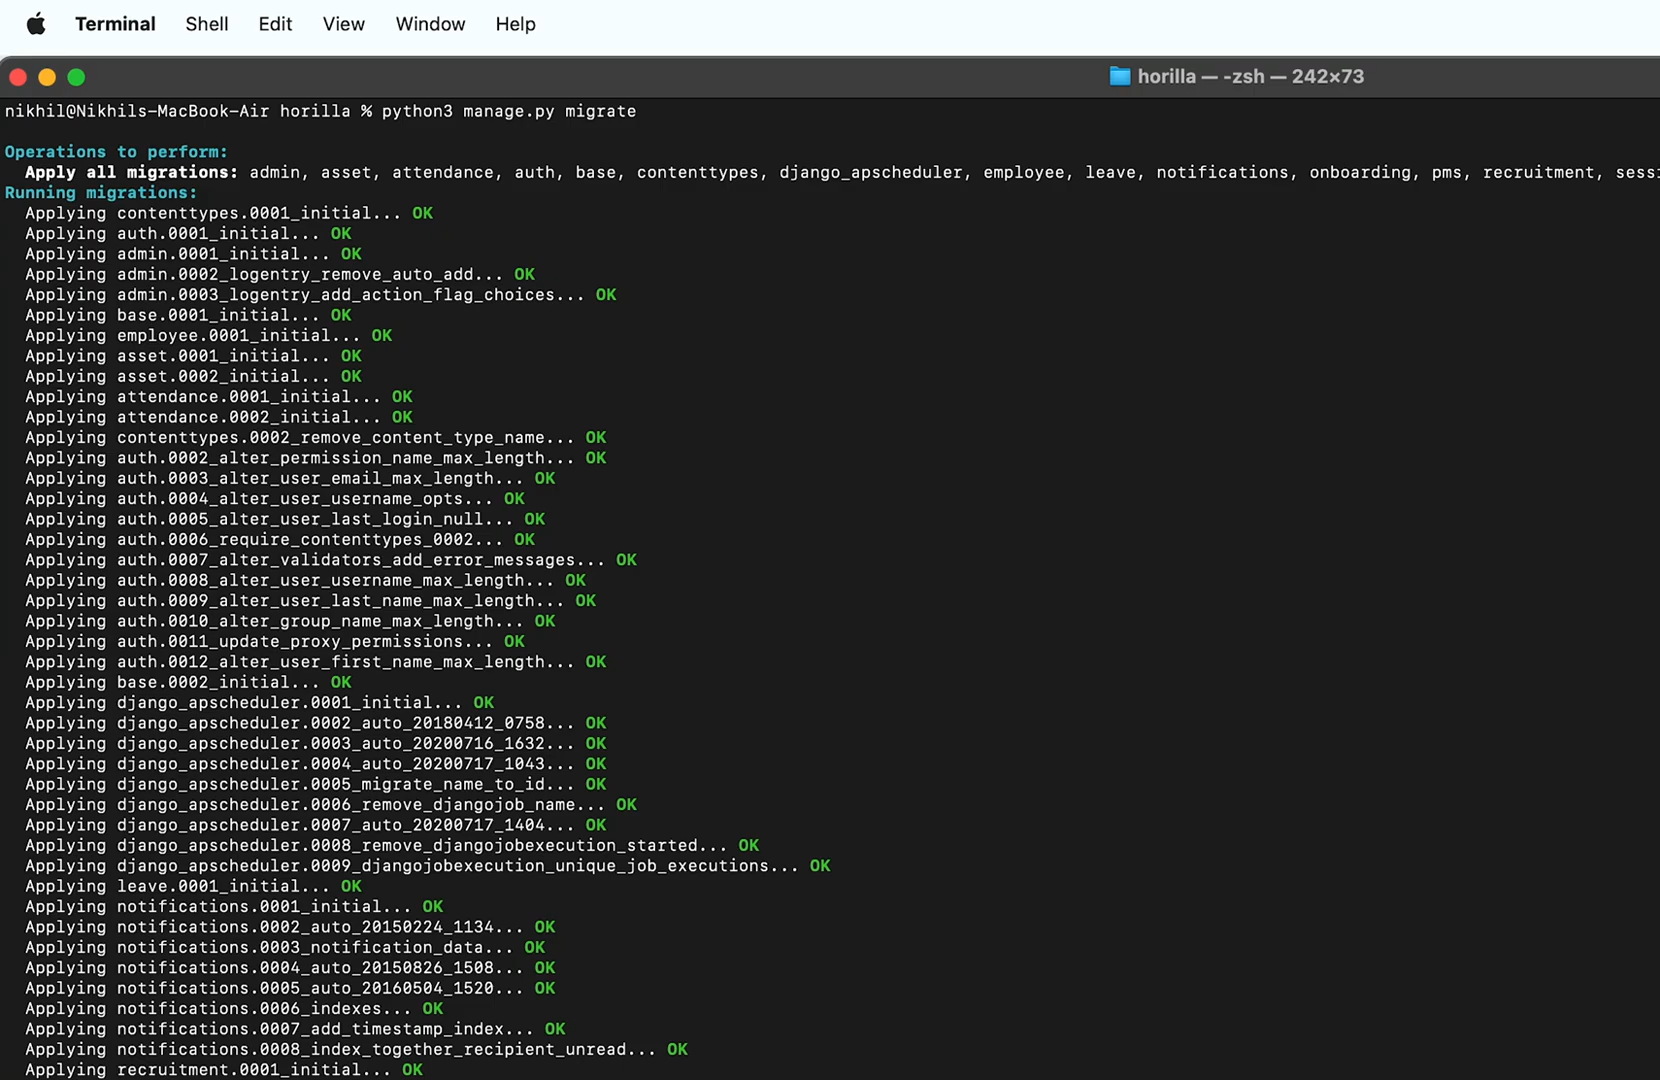 Terminal Shell Edit View Window Help
horilla — -zsh — 242×73
nikhil@Nikhils-MacBook-Air horilla % python3 manage.py migrate
Operations to perform:
Apply all migrations: admin, asset, attendance, auth, base, contenttypes, django_apscheduler, employee, leave, notifications, onboarding, pms, recruitment, sess
Running migrations:
Applying contenttypes.0001_initial... OK
Applying auth.0001_initial... OK
Applying admin.0001_initial... OK
Applying admin.0002_logentry_remove_auto_add... OK
Applying admin.0003_logentry_add_action_flag_choices... OK
Applying base.0001_initial... OK
Applying employee.0001_initial... OK
Applying asset.0001_initial... OK
Applying asset.0002_initial... OK
Applying attendance.0001_initial... OK
Applying attendance.0002_initial... OK
Applying contenttypes.0002_remove_content_type_name... OK
Applying auth.0002_alter_permission_name_max_length... OK
Applying auth.0003_alter_user_email_max_length... OK
Applying auth.0004_alter_user_username_opts... OK
Applying auth.0005_alter_user_last_login_null... OK
Applying auth.0006_require_contenttypes_0002... OK
Applying auth.0007_alter_validators_add_error_messages... OK
Applying auth.0008_alter_user_username_max_length... OK
Applying auth.0009_alter_user_last_name_max_length... OK
Applying auth.0010_alter_group_name_max_length... OK
Applying auth.0011_update_proxy_permissions... OK
Applying auth.0012_alter_user_first_name_max_length... OK
Applying base.0002_initial... OK
Applying django_apscheduler.0001_initial... OK
Applying django_apscheduler.0002_auto_20180412_0758... OK
Applying django_apscheduler.0003_auto_20200716_1632... OK
Applying django_apscheduler.0004_auto_20200717_1043... OK
Applying django_apscheduler.0005_migrate_name_to_id... OK
Applying django_apscheduler.0006_remove_djangojob_name... OK
Applying django_apscheduler.0007_auto_20200717_1404... OK
Applying django_apscheduler.0008_remove_djangojobexecution_started... OK
Applying django_apscheduler.0009_djangojobexecution_unique_job_executions... OK
Applying leave.0001_initial... OK
Applying notifications.0001_initial... OK
Applying notifications.0002_auto_20150224_1134... OK
Applying notifications.0003_notification_data... OK
Applying notifications.0004_auto_20150826_1508... OK
Applying notifications.0005_auto_20160504_1520... OK
Applying notifications.0006_indexes... OK
Applying notifications.0007_add_timestamp_index... OK
Applying notifications.0008_index_together_recipient_unread... OK
Applying recruitment.0001_initial... OK